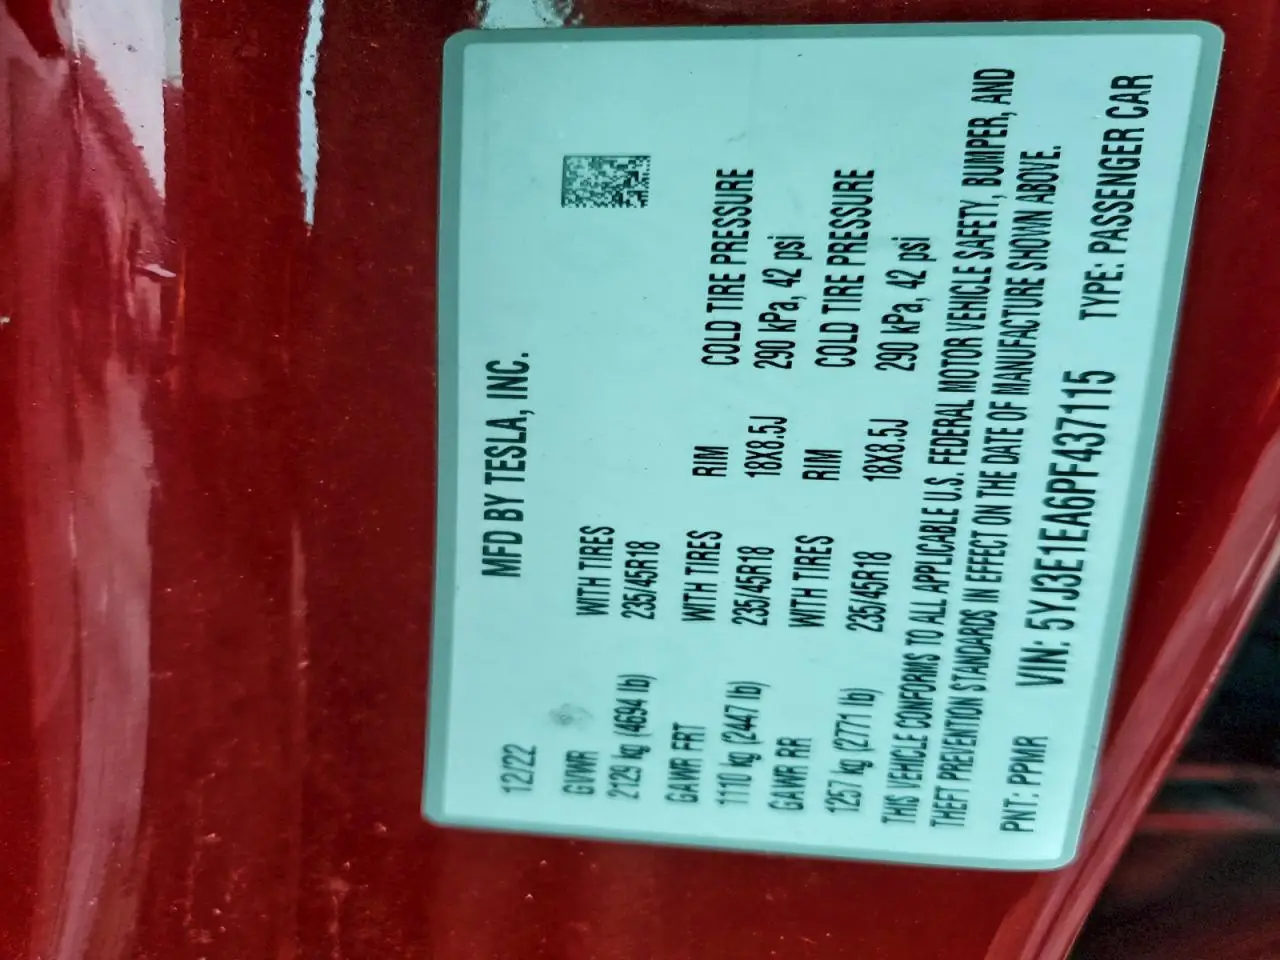 MFD BY TESLA, INC.
12/22
GVWR WITH TIRES
2129 kg (4694 lb) 235/45R18
GAWR FRT WITH TIRES RIM COLD TIRE PRESSURE
1110 kg (2447 lb) 235/45R18 18X8.5J 290 kPa, 42 psi
GAWR RR WITH TIRES RIM COLD TIRE PRESSURE
1257 kg (2771 lb) 235/45R18 18X8.5J 290 kPa, 42 psi
THIS VEHICLE CONFORMS TO ALL APPLICABLE U.S. FEDERAL MOTOR VEHICLE SAFETY, BUMPER, AND
THEFT PREVENTION STANDARDS IN EFFECT ON THE DATE OF MANUFACTURE SHOWN ABOVE.
PNT: PPMR VIN: 5YJ3E1EA6PF437115 TYPE: PASSENGER CAR